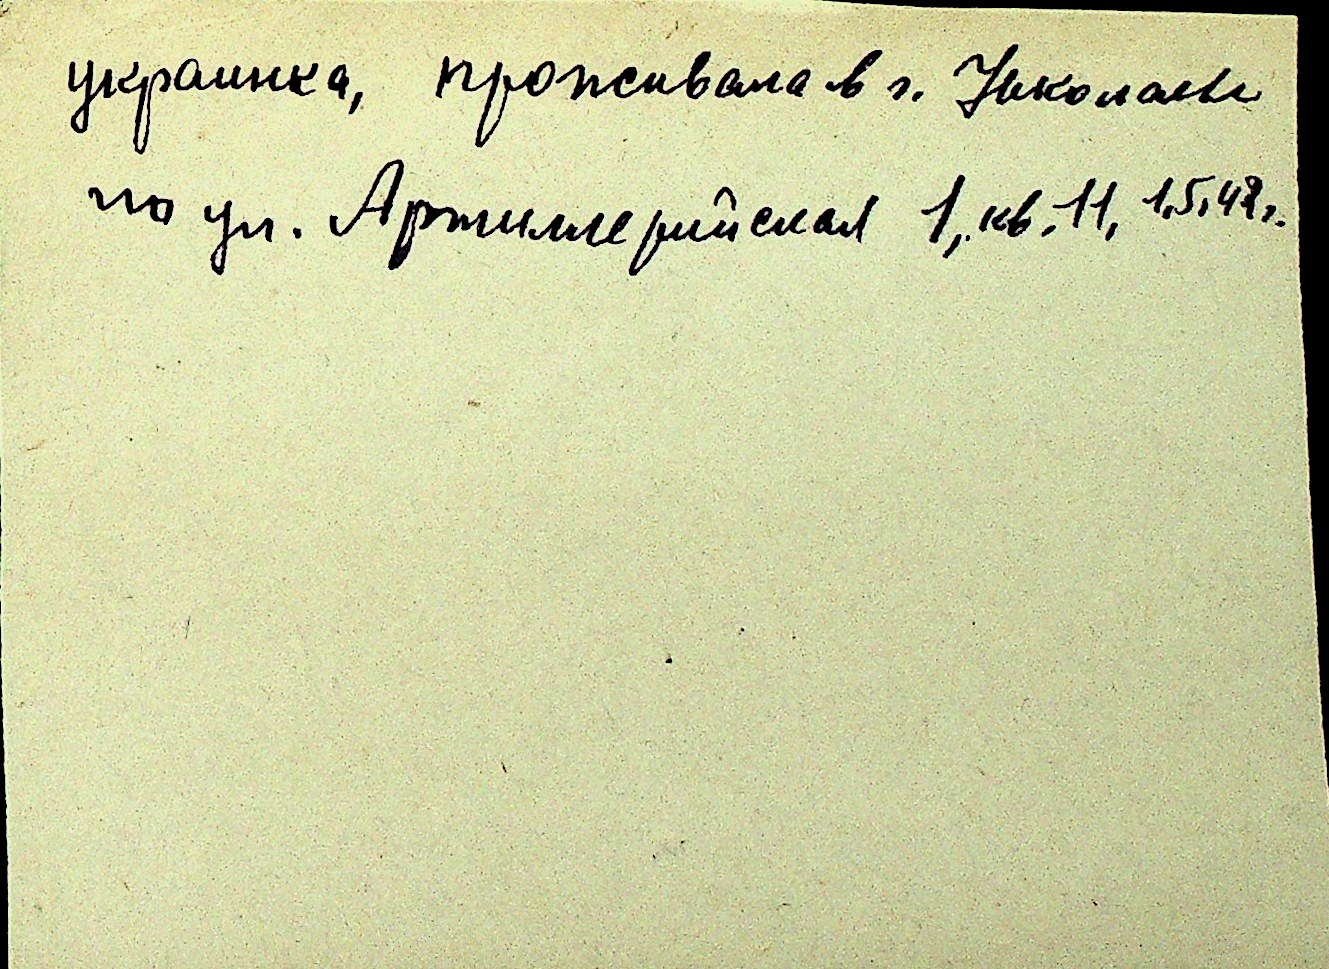 украинка, проживала в г. Николаеве
по ул. Артиллерийская 1, кв. 11, 1.5.42 г.